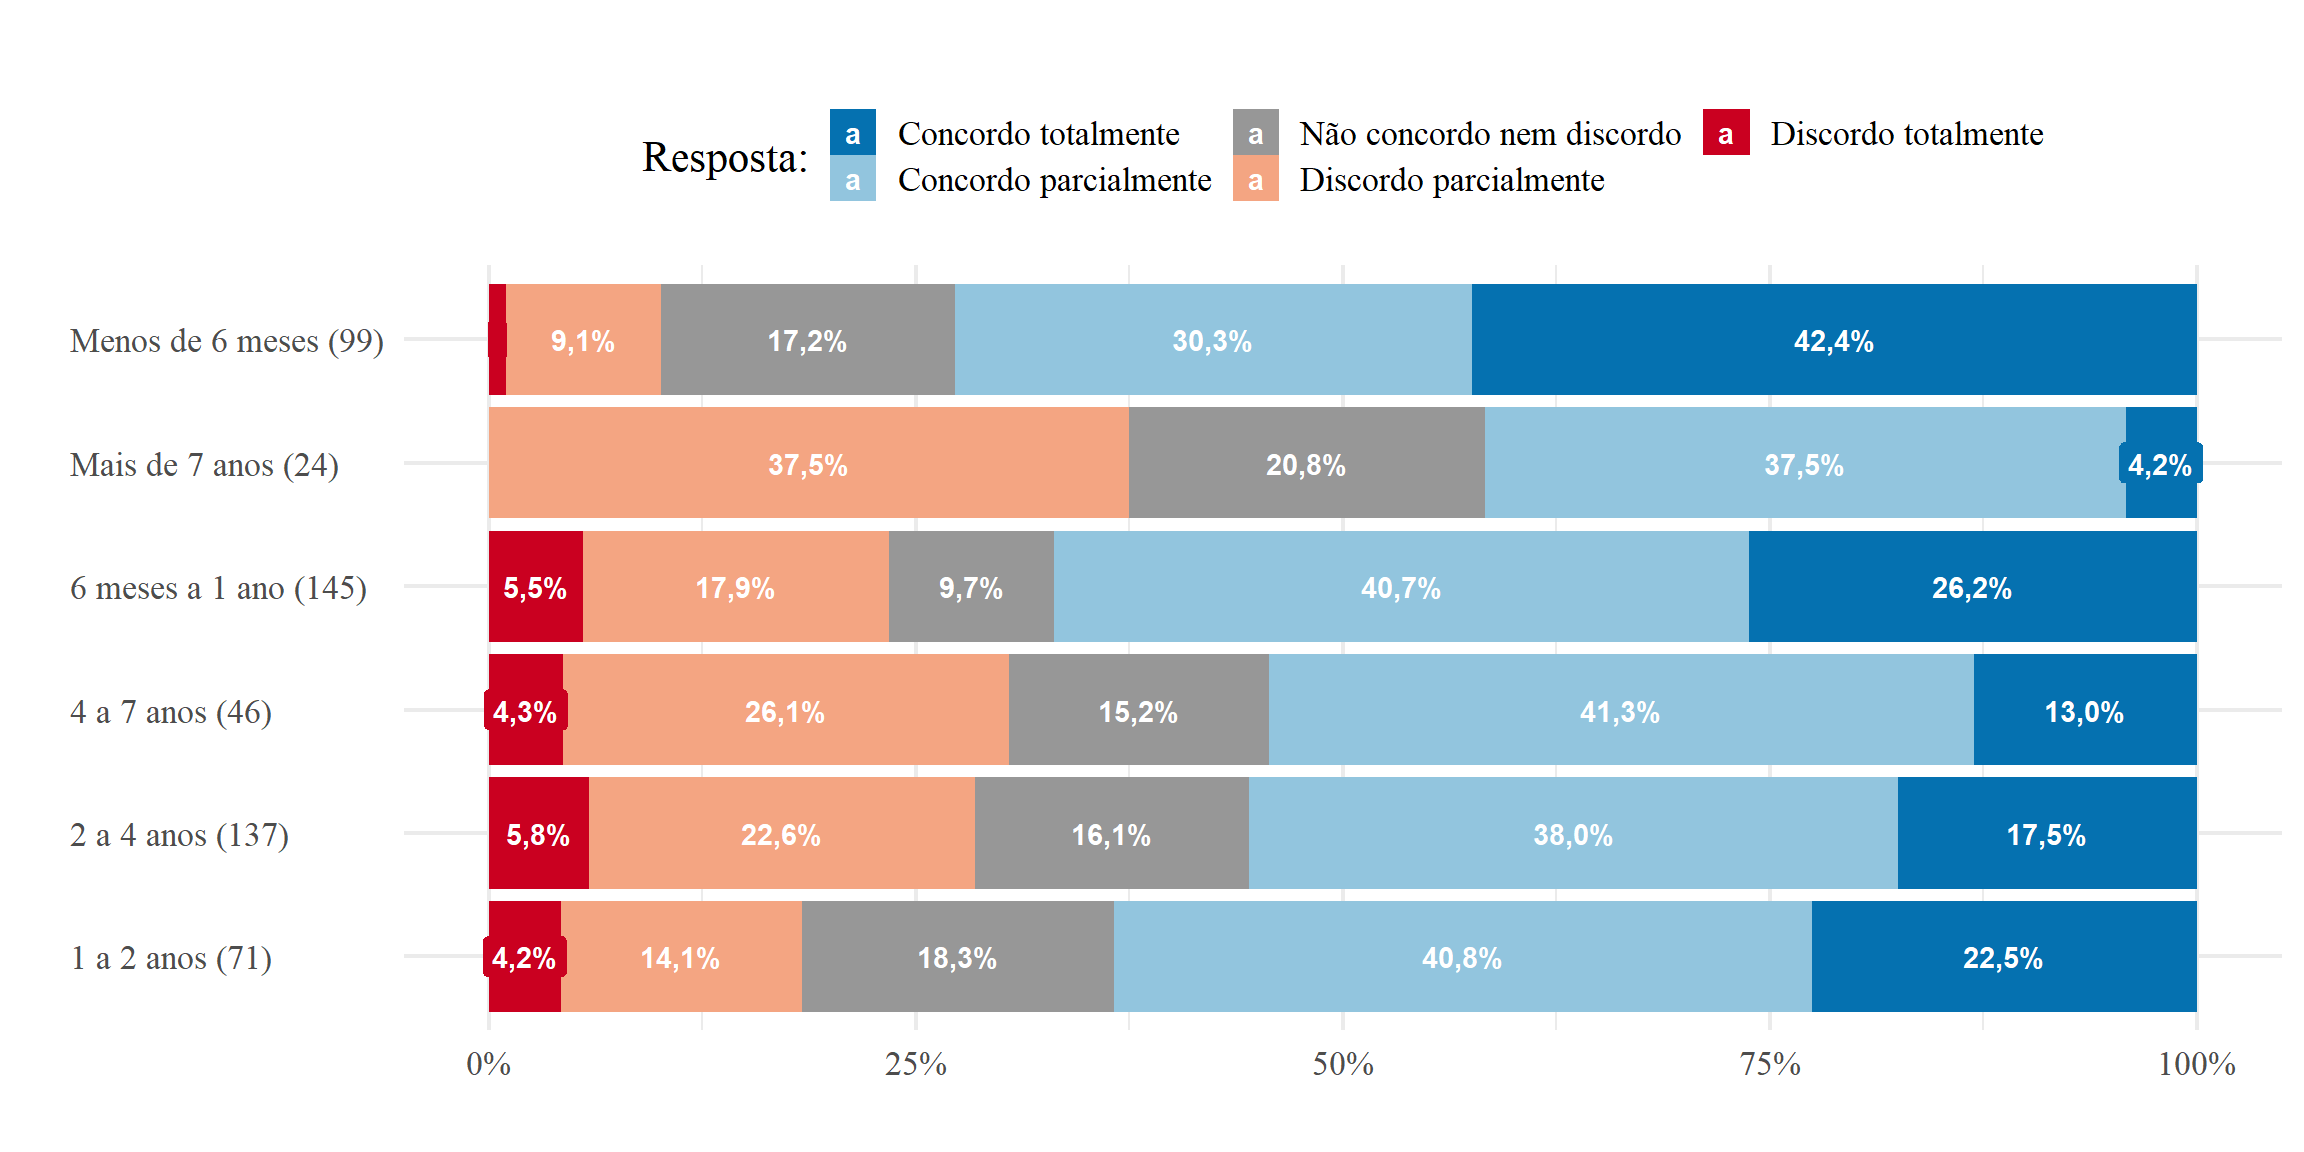 Resposta:
a Concordo totalmente a Não concordo nem discordo a Discordo totalmente
a Concordo parcialmente a Discordo parcialmente
Menos de 6 meses (99) 9,1% 17,2% 30,3% 42,4%
Mais de 7 anos (24) 37,5% 20,8% 37,5% 4,2%
6 meses a 1 ano (145) 5,5% 17,9% 9,7% 40,7% 26,2%
4 a 7 anos (46) 4,3% 26,1% 15,2% 41,3% 13,0%
2 a 4 anos (137) 5,8% 22,6% 16,1% 38,0% 17,5%
1 a 2 anos (71) 4,2% 14,1% 18,3% 40,8% 22,5%
0% 25% 50% 75% 100%